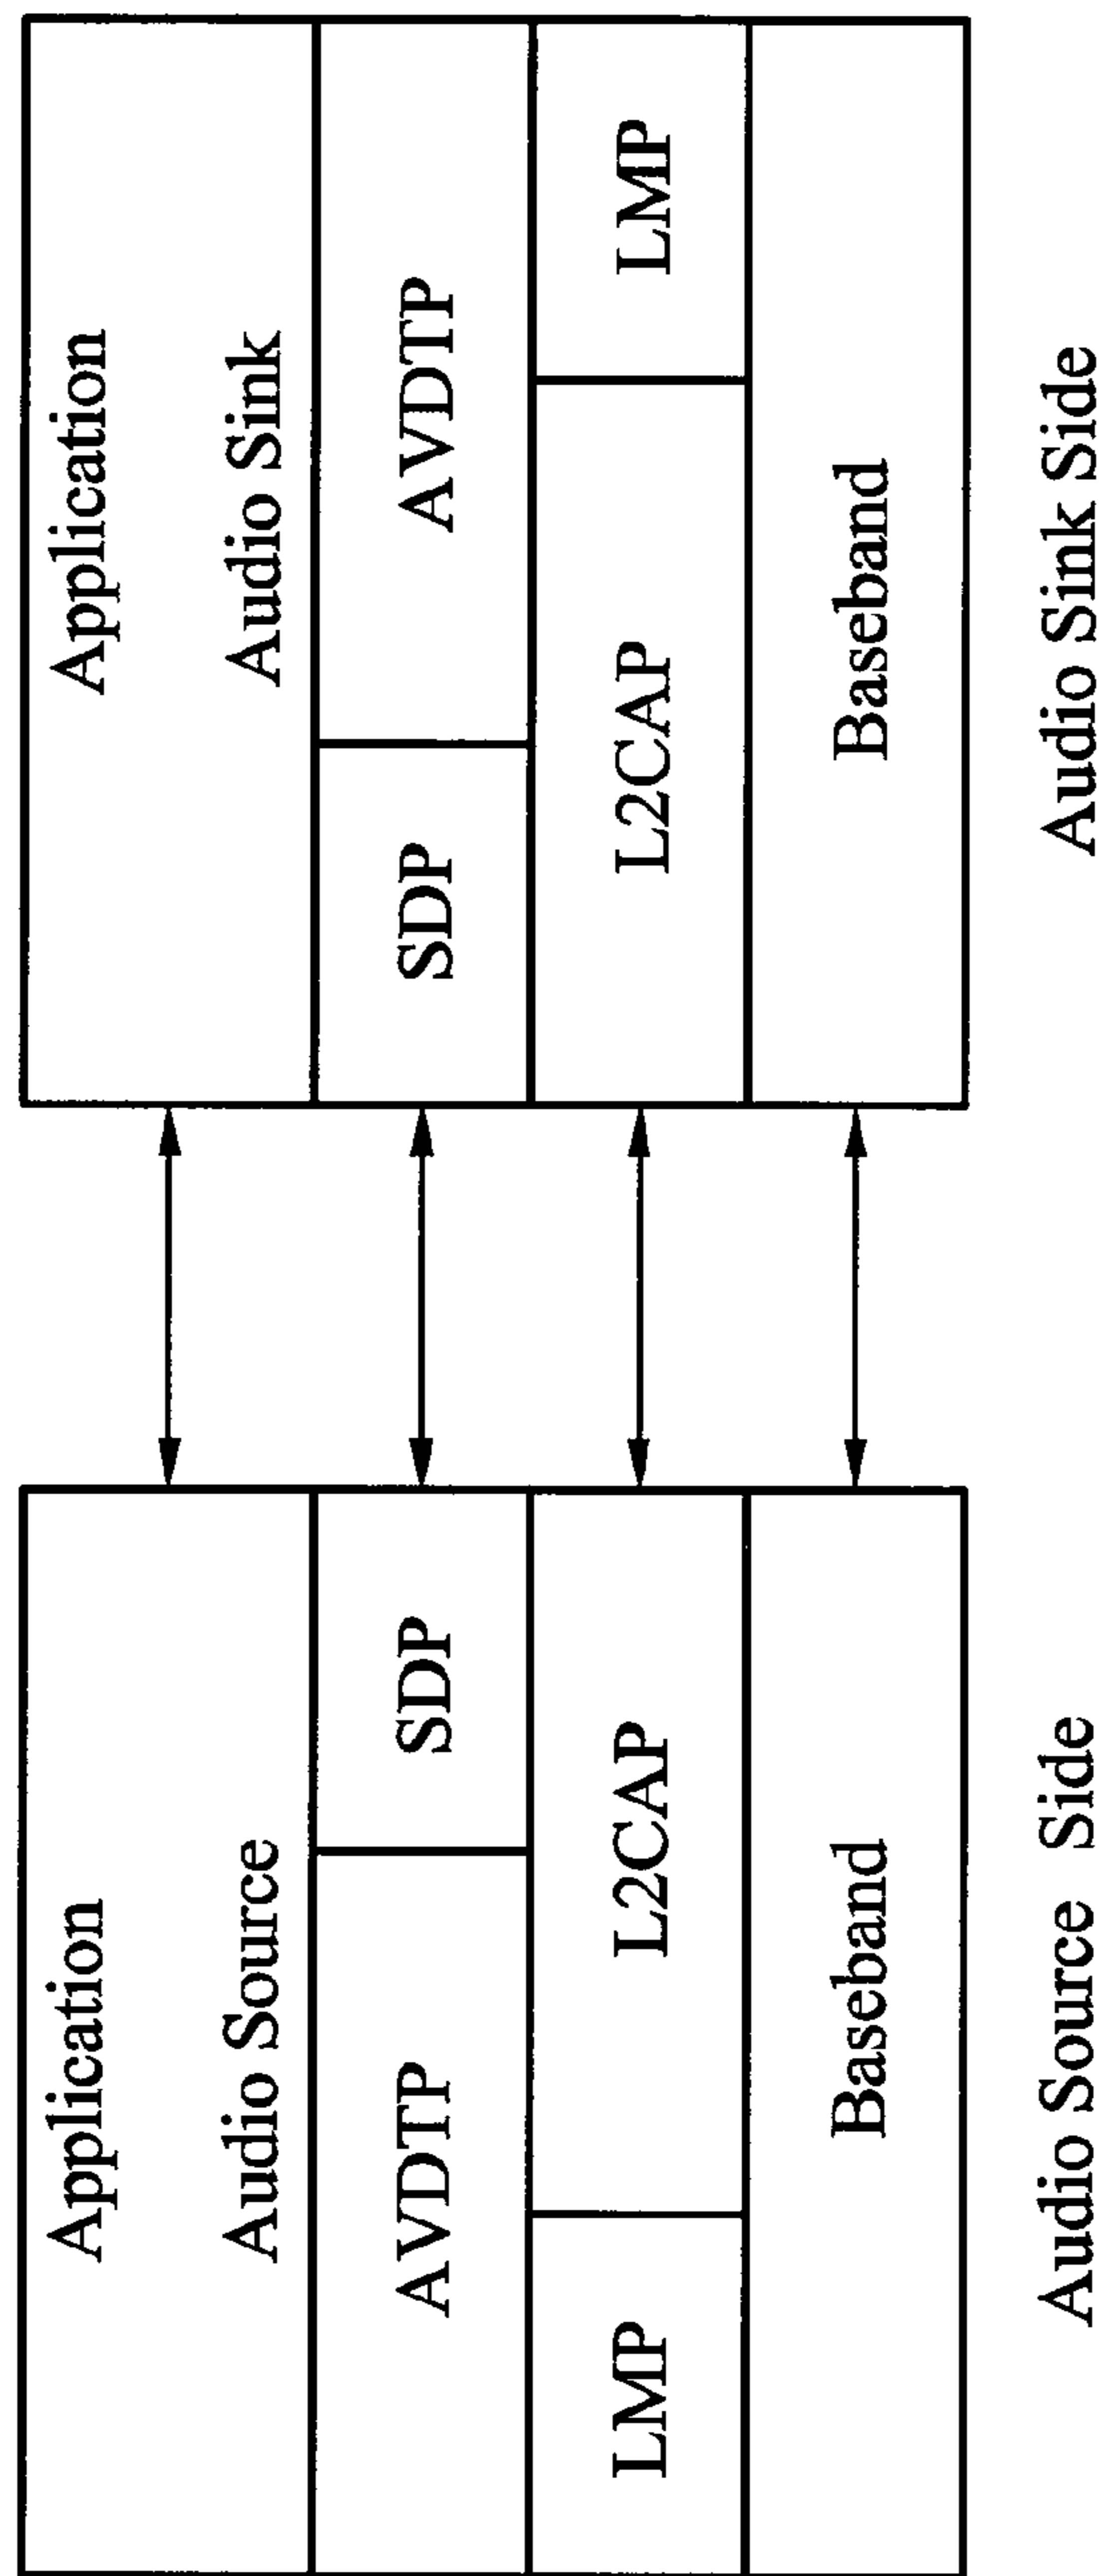 Application
Audio Source
AVDTP
SDP
LMP
L2CAP
Baseband
Audio Source Side
Application
Audio Sink
SDP
AVDTP
L2CAP
LMP
Baseband
Audio Sink Side